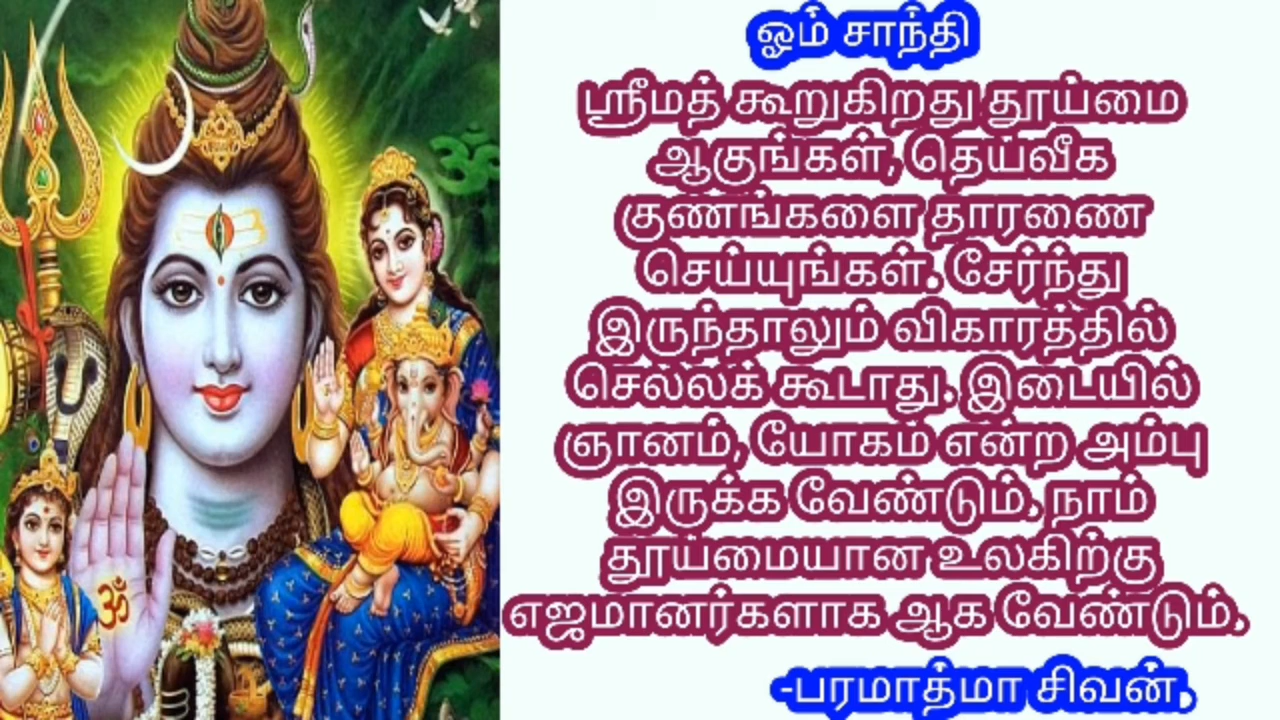 ஓம் சாந்தி
ஸ்ரீமத் கூறுகிறது தூய்மை
ஆகுங்கள், தெய்வீக
குணங்களை தாரணை
செய்யுங்கள். சேர்ந்து
இருந்தாலும் விகாரத்தில்
செல்லக் கூடாது. இடையில்
ஞானம், யோகம் என்ற அம்பு
இருக்க வேண்டும். நாம்
தூய்மையான உலகிற்கு
எஜமானர்களாக ஆக வேண்டும்.
-பரமாத்மா சிவன்,
ॐ
ॐ